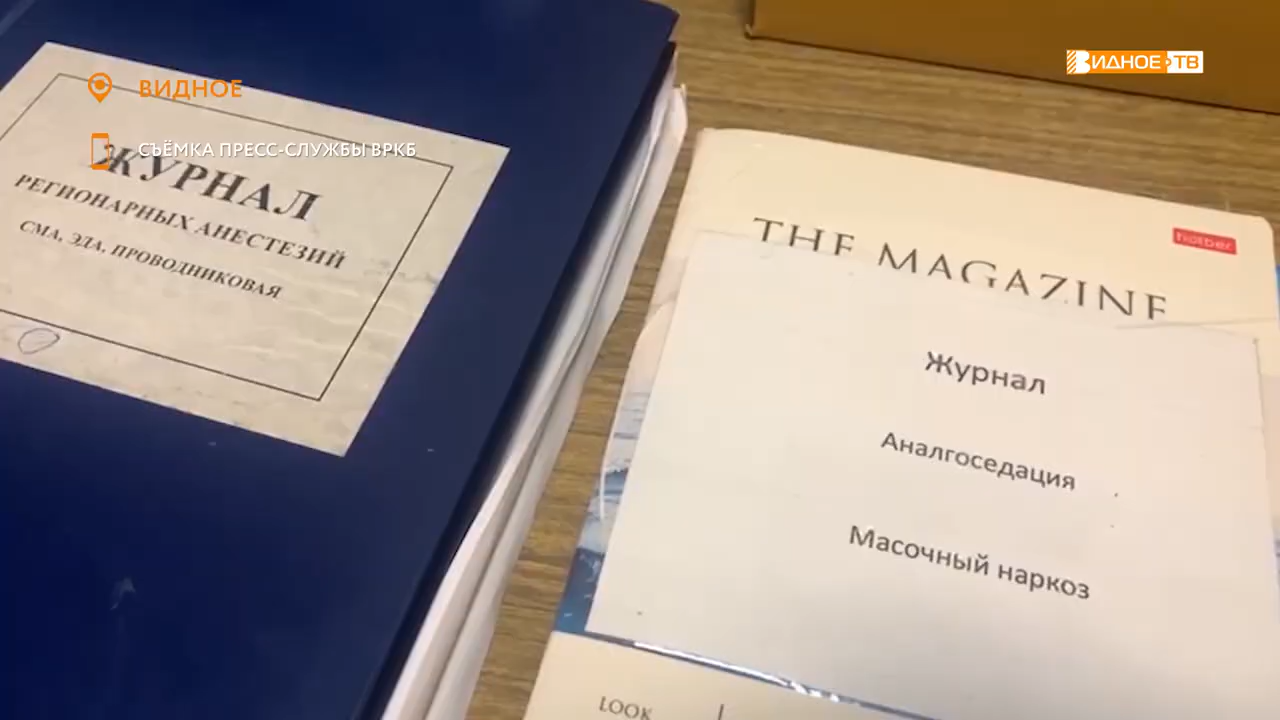 ВИДНОЕ
СЪЁМКА ПРЕСС-СЛУЖБЫ ВРКБ
ВИДНОЕ ТВ
ЖУРНАЛ
РЕГИОНАРНЫХ АНЕСТЕЗИЙ
СМА, ЭДА, ПРОВОДНИКОВАЯ
hatber
THE MAGAZINE
Журнал
Аналгоседация
Масочный наркоз
LOOK